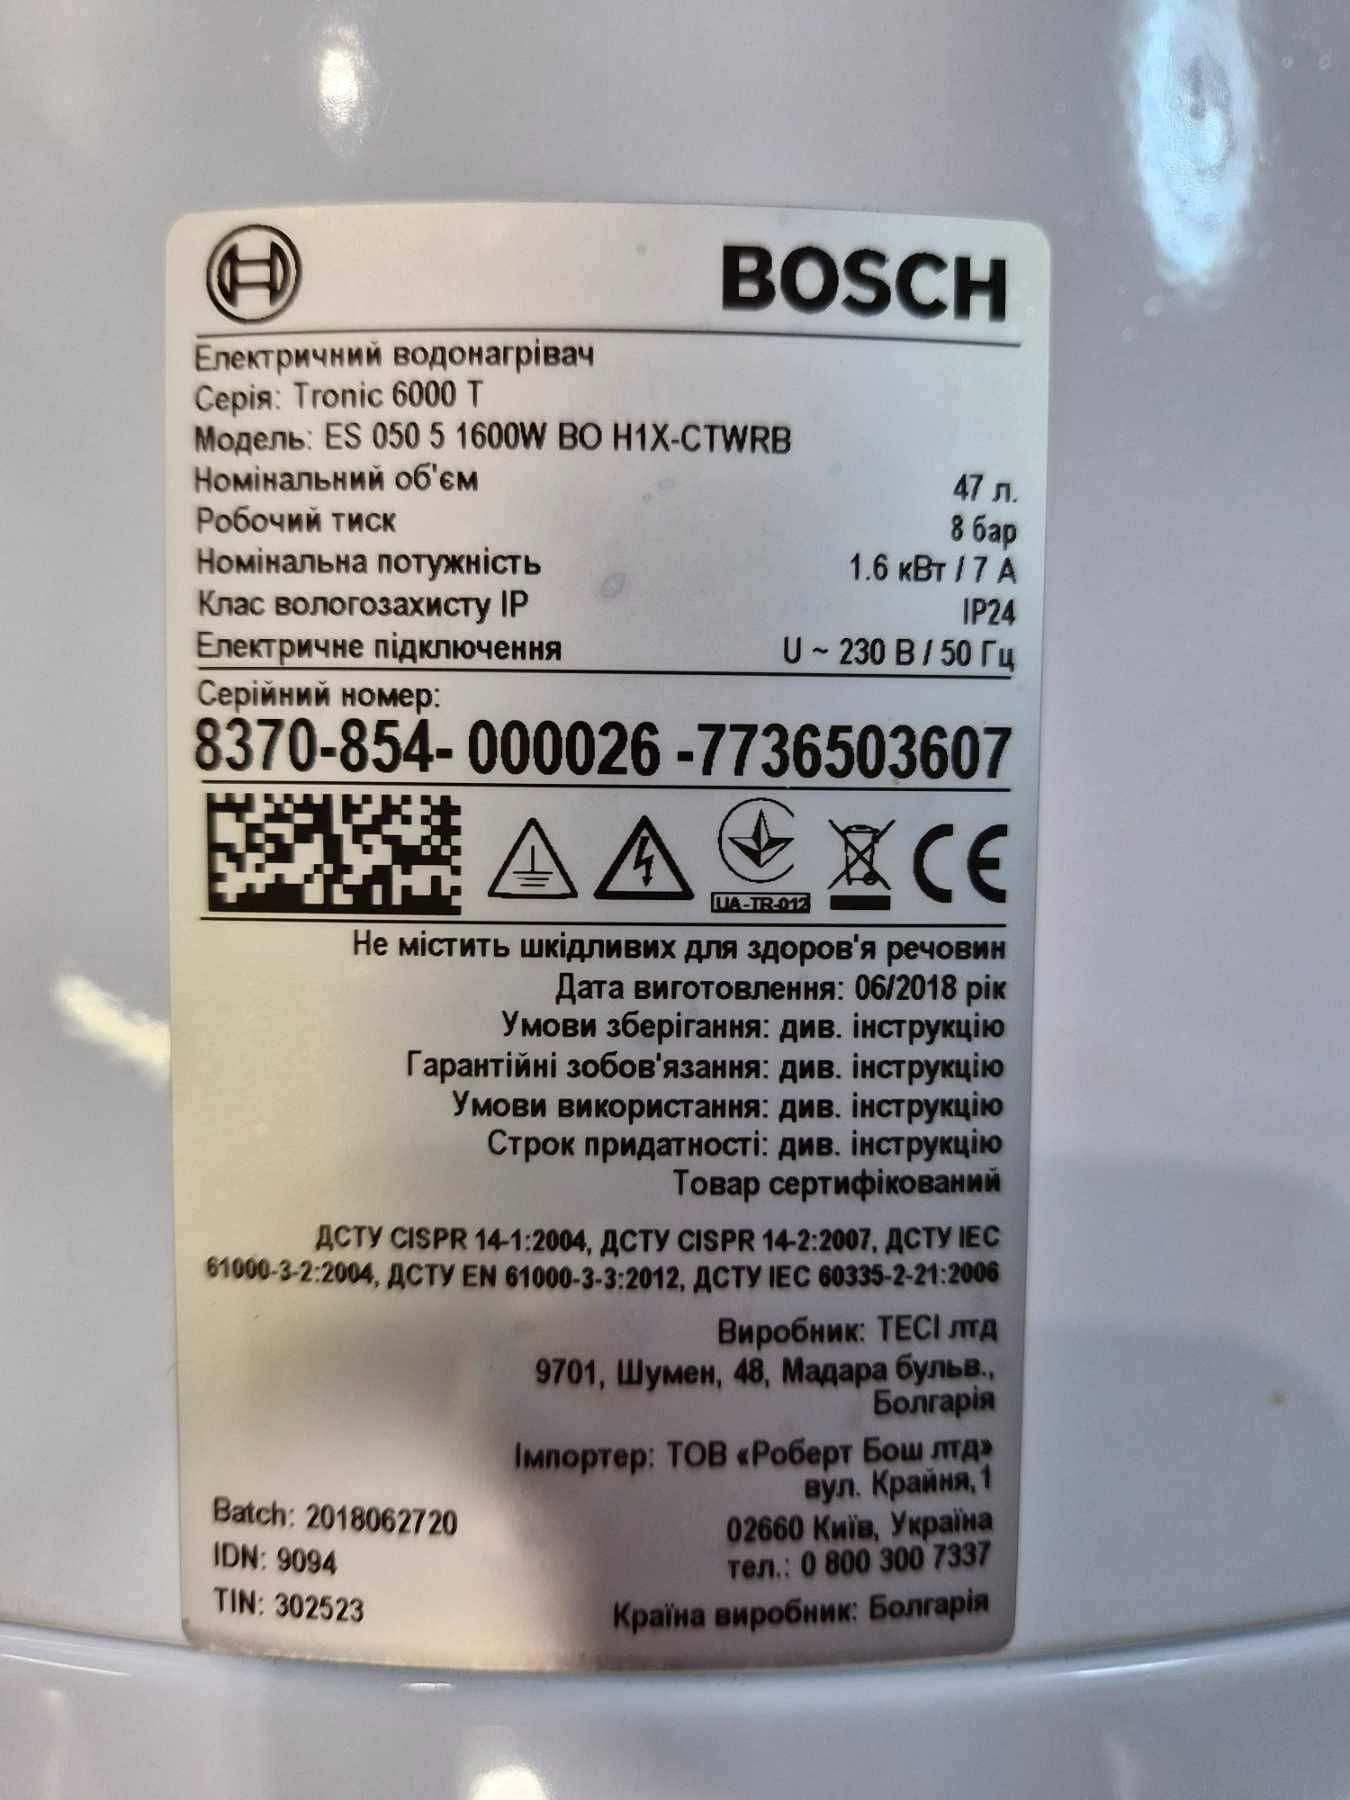 BOSCH
Електричний водонагрівач
Серія: Tronic 6000 T
Модель: ES 050 5 1600W BO H1X-CTWRB
Номінальний об'єм 47 л.
Робочий тиск 8 бар
Номінальна потужність 1.6 кВт / 7 А
Клас вологозахисту IP IP24
Електричне підключення U ~ 230 В / 50 Гц
Серійний номер:
8370-854- 000026 -7736503607
UA-TR-012
CE
Не містить шкідливих для здоров'я речовин
Дата виготовлення: 06/2018 рік
Умови зберігання: див. інструкцію
Гарантійні зобов'язання: див. інструкцію
Умови використання: див. інструкцію
Строк придатності: див. інструкцію
Товар сертифікований
ДСТУ CISPR 14-1:2004, ДСТУ CISPR 14-2:2007, ДСТУ IEC
61000-3-2:2004, ДСТУ EN 61000-3-3:2012, ДСТУ IEC 60335-2-21:2006
Виробник: TECI лтд
9701, Шумен, 48, Мадара бульв.,
Болгарія
Імпортер: ТОВ «Роберт Бош лтд»
вул. Крайня,1
02660 Київ, Україна
тел.: 0 800 300 7337
Країна виробник: Болгарія
Batch: 2018062720
IDN: 9094
TIN: 302523